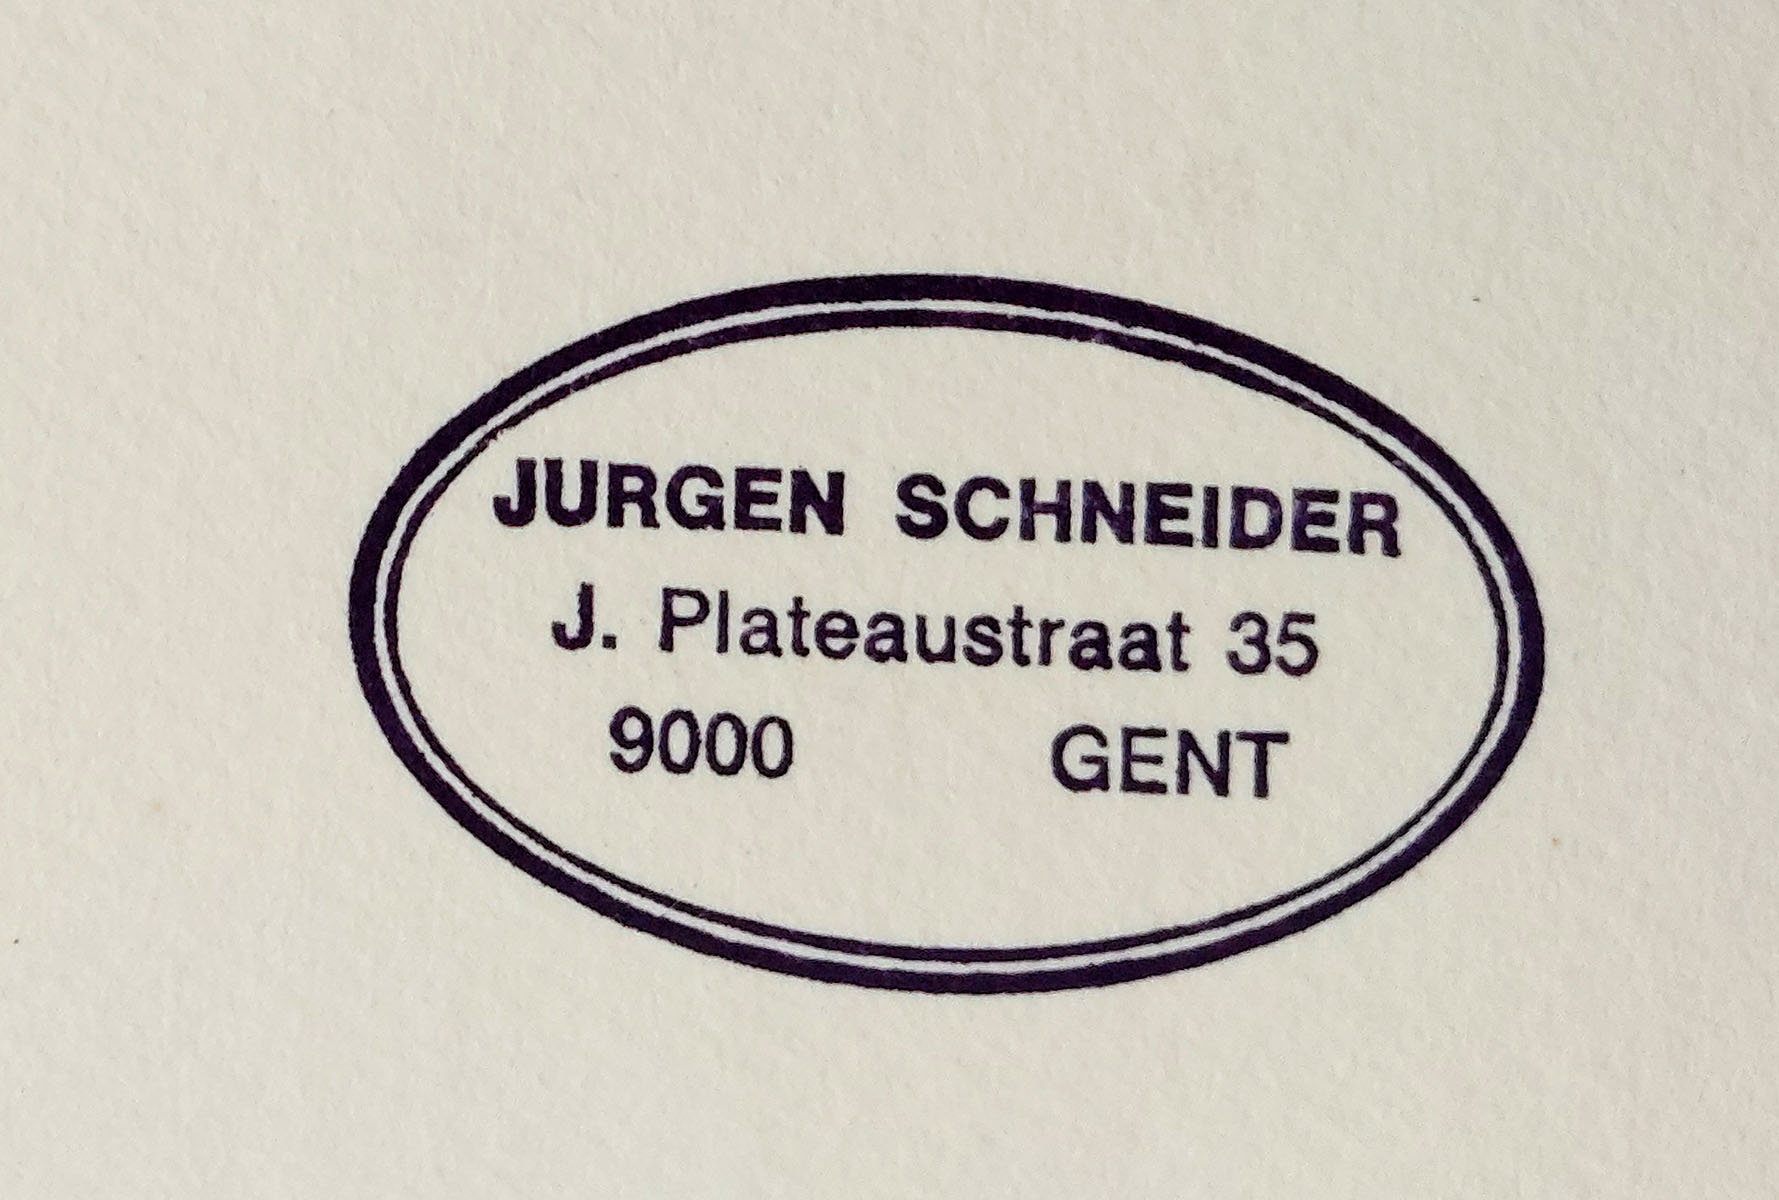 JURGEN SCHNEIDER
J. Plateaustraat 35
9000 GENT